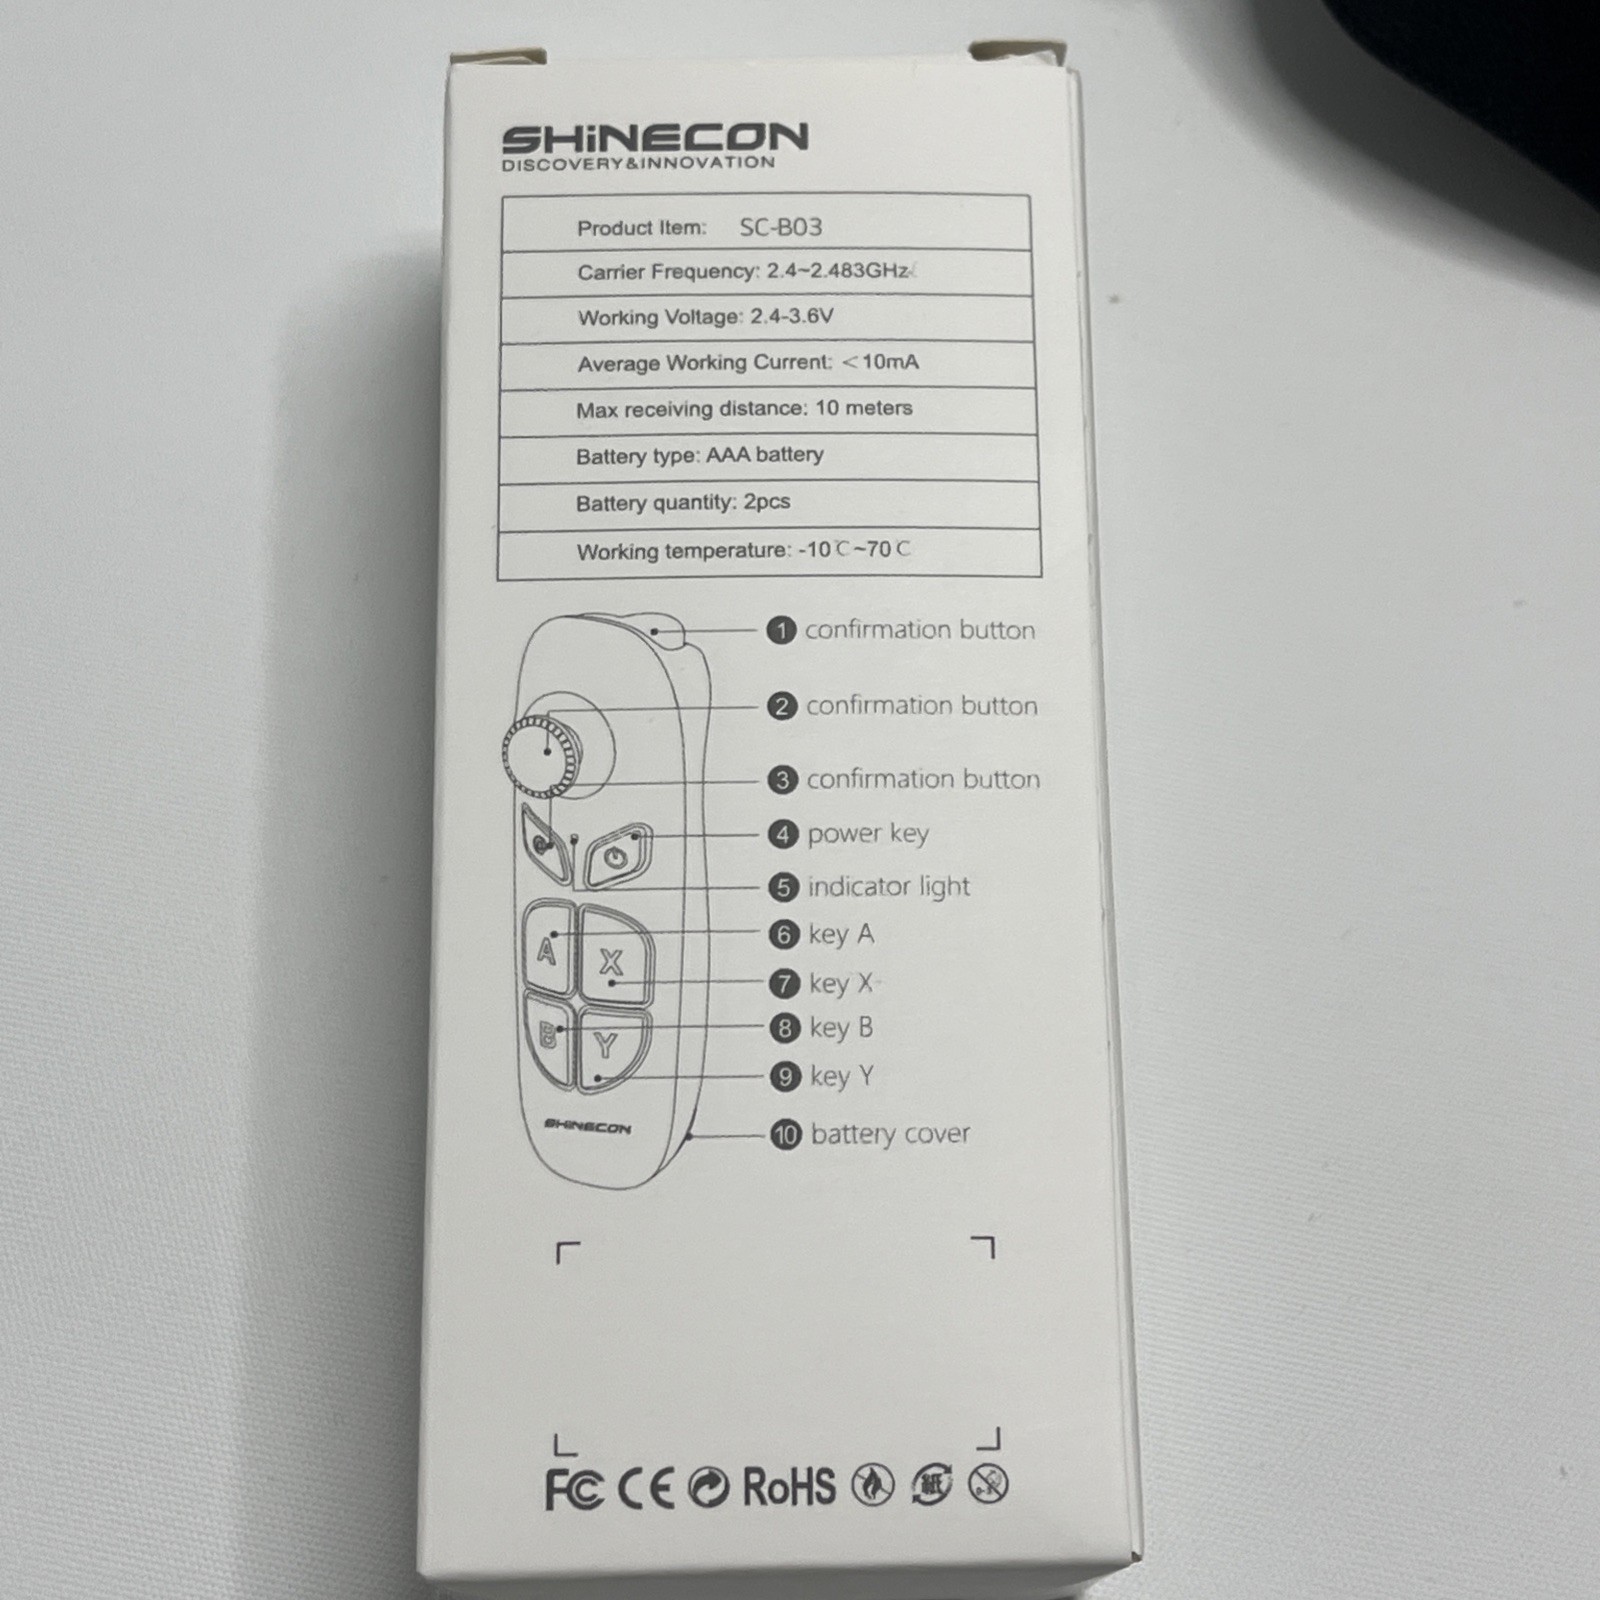 SHiNECON
DISCOVERY&INNOVATION
Product Item: SC-B03
Carrier Frequency: 2.4~2.483GHz
Working Voltage: 2.4-3.6V
Average Working Current: <10mA
Max receiving distance: 10 meters
Battery type: AAA battery
Battery quantity: 2pcs
Working temperature: -10℃~70℃
1 confirmation button
2 confirmation button
3 confirmation button
4 power key
5 indicator light
6 key A
7 key X
8 key B
9 key Y
10 battery cover
A X
B Y
SHiNECON
FC CE RoHS 紙